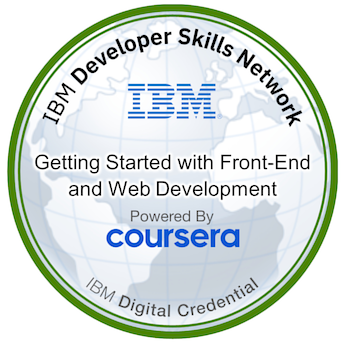 IBM Developer Skills Network
IBM
Getting Started with Front-End
and Web Development
Powered By
coursera
IBM Digital Credential